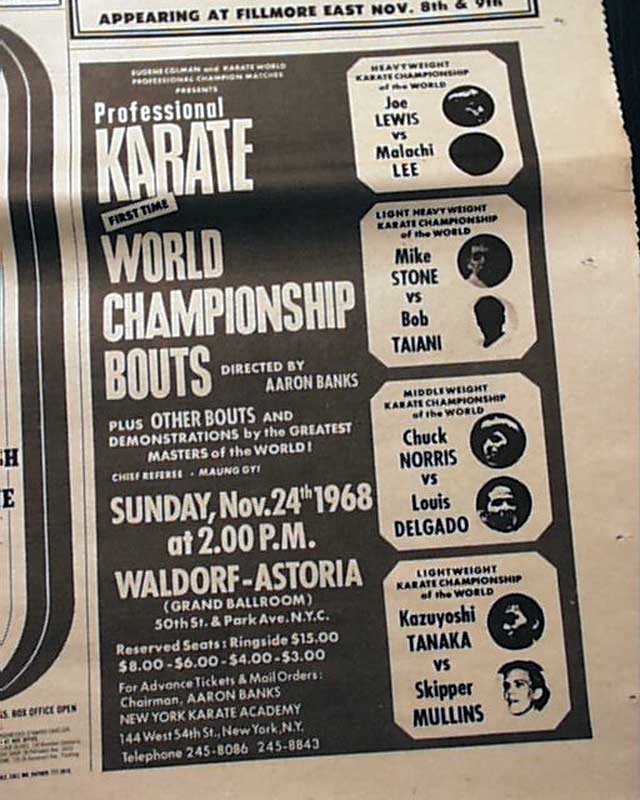 APPEARING AT FILLMORE EAST NOV. 8th & 9th
EUGENE COLMAN and KARATE WORLD
PROFESSIONAL CHAMPION MATCHES
PRESENTS
Professional
KARATE
FIRST TIME
WORLD
CHAMPIONSHIP
BOUTS
DIRECTED BY
AARON BANKS
PLUS OTHER BOUTS AND
DEMONSTRATIONS by the GREATEST
MASTERS of the WORLD!
CHIEF REFEREE - MAUNG GYI
SUNDAY, Nov. 24th 1968
at 2.00 P.M.
WALDORF-ASTORIA
(GRAND BALLROOM)
50th St. & Park Ave. N.Y.C.
Reserved Seats: Ringside $15.00
$8.00 - $6.00 - $4.00 - $3.00
For Advance Tickets & Mail Orders:
Chairman, AARON BANKS
NEW YORK KARATE ACADEMY
144 West 54th St., New York, N.Y.
Telephone 245-8086 245-8843
HEAVYWEIGHT
KARATE CHAMPIONSHIP
of the WORLD
Joe
LEWIS
vs
Malachi
LEE
LIGHT HEAVYWEIGHT
KARATE CHAMPIONSHIP
of the WORLD
Mike
STONE
vs
Bob
TAIANI
MIDDLEWEIGHT
KARATE CHAMPIONSHIP
of the WORLD
Chuck
NORRIS
vs
Louis
DELGADO
LIGHTWEIGHT
KARATE CHAMPIONSHIP
of the WORLD
Kazuyoshi
TANAKA
vs
Skipper
MULLINS
H
E
BOX OFFICE OPEN